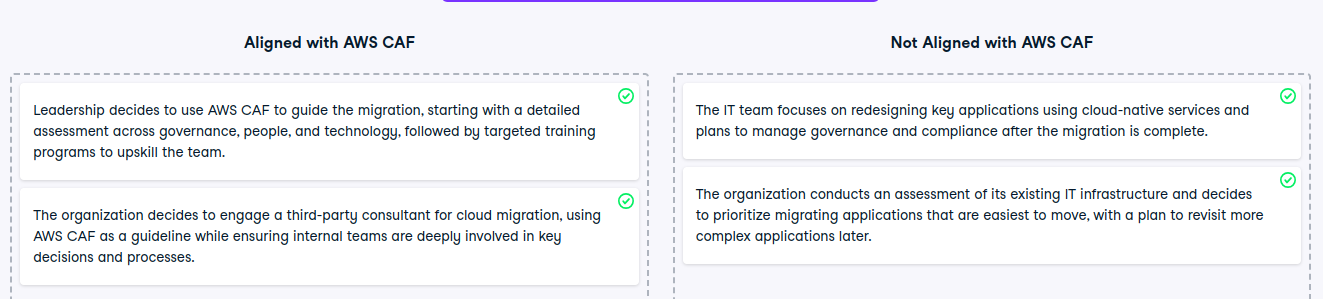 Aligned with AWS CAF
Leadership decides to use AWS CAF to guide the migration, starting with a detailed
assessment across governance, people, and technology, followed by targeted training
programs to upskill the team.
The organization decides to engage a third-party consultant for cloud migration, using
AWS CAF as a guideline while ensuring internal teams are deeply involved in key
decisions and processes.
Not Aligned with AWS CAF
The IT team focuses on redesigning key applications using cloud-native services and
plans to manage governance and compliance after the migration is complete.
The organization conducts an assessment of its existing IT infrastructure and decides
to prioritize migrating applications that are easiest to move, with a plan to revisit more
complex applications later.